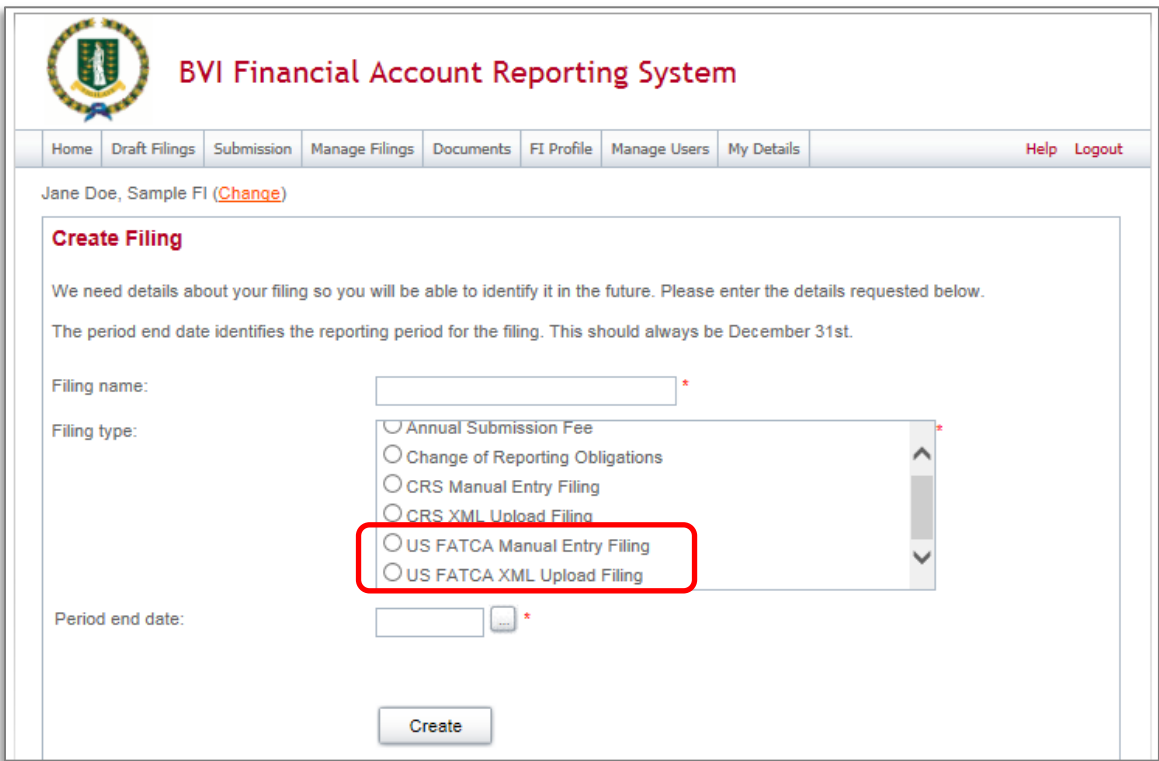 BVI Financial Account Reporting System
Home Draft Filings Submission Manage Filings Documents FI Profile Manage Users My Details Help Logout
Jane Doe, Sample FI (Change)
Create Filing
We need details about your filing so you will be able to identify it in the future. Please enter the details requested below.
The period end date identifies the reporting period for the filing. This should always be December 31st.
Filing name: *
Filing type: *
Annual Submission Fee
Change of Reporting Obligations
CRS Manual Entry Filing
CRS XML Upload Filing
US FATCA Manual Entry Filing
US FATCA XML Upload Filing
Period end date: ... *
Create